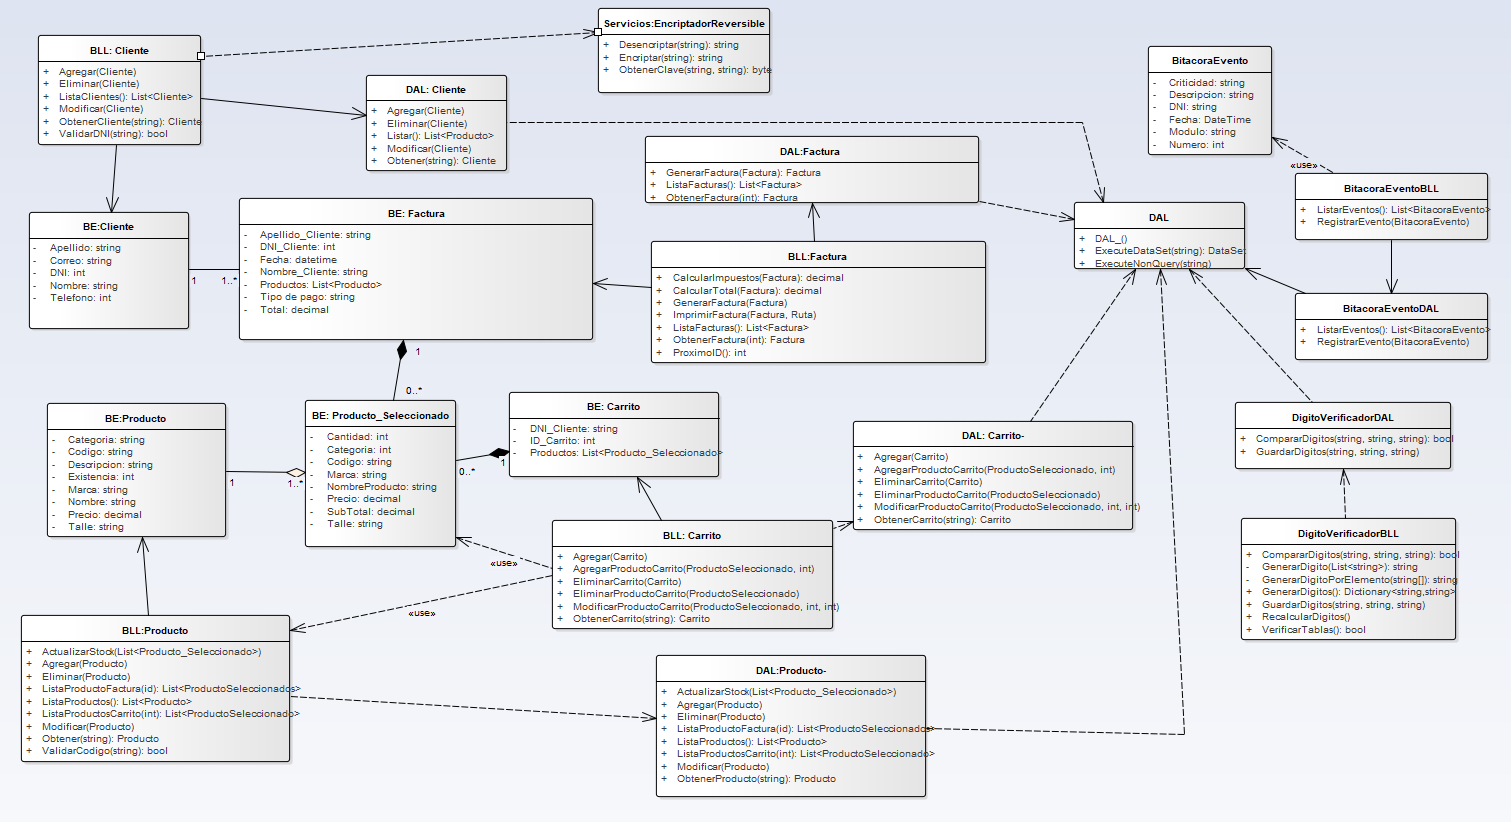 BLL: Cliente
+ Agregar(Cliente)
+ Eliminar(Cliente)
+ ListaClientes(): List<Cliente>
+ Modificar(Cliente)
+ ObtenerCliente(string): Cliente
+ ValidarDNI(string): bool
Servicios:EncriptadorReversible
+ Desencriptar(string): string
+ Encriptar(string): string
+ ObtenerClave(string, string): byte
DAL: Cliente
+ Agregar(Cliente)
+ Eliminar(Cliente)
+ Listar(): List<Producto>
+ Modificar(Cliente)
+ Obtener(string): Cliente
BitacoraEvento
- Criticidad: string
- Descripcion: string
- DNI: string
- Fecha: DateTime
- Modulo: string
- Numero: int
«use»
DAL:Factura
+ GenerarFactura(Factura): Factura
+ ListaFacturas(): List<Factura>
+ ObtenerFactura(int): Factura
BitacoraEventoBLL
+ ListarEventos(): List<BitacoraEvento>
+ RegistrarEvento(BitacoraEvento)
BE:Cliente
- Apellido: string
- Correo: string
- DNI: int
- Nombre: string
- Telefono: int
1
1..*
BE: Factura
- Apellido_Cliente: string
- DNI_Cliente: int
- Fecha: datetime
- Nombre_Cliente: string
- Productos: List<Producto>
- Tipo de pago: string
- Total: decimal
DAL
+ DAL_()
+ ExecuteDataSet(string): DataSet
+ ExecuteNonQuery(string)
BLL:Factura
+ CalcularImpuestos(Factura): decimal
+ CalcularTotal(Factura): decimal
+ GenerarFactura(Factura)
+ ImprimirFactura(Factura, Ruta)
+ ListaFacturas(): List<Factura>
+ ObtenerFactura(int): Factura
+ ProximoID(): int
BitacoraEventoDAL
+ ListarEventos(): List<BitacoraEvento>
+ RegistrarEvento(BitacoraEvento)
1
0..*
BE:Producto
- Categoria: string
- Codigo: string
- Descripcion: string
- Existencia: int
- Marca: string
- Nombre: string
- Precio: decimal
- Talle: string
1
1..*
BE: Producto_Seleccionado
- Cantidad: int
- Categoria: int
- Codigo: string
- Marca: string
- NombreProducto: string
- Precio: decimal
- SubTotal: decimal
- Talle: string
0..*
1
BE: Carrito
- DNI_Cliente: string
- ID_Carrito: int
- Productos: List<Producto_Seleccionado>
DAL: Carrito-
+ Agregar(Carrito)
+ AgregarProductoCarrito(ProductoSeleccionado, int)
+ EliminarCarrito(Carrito)
+ EliminarProductoCarrito(ProductoSeleccionado)
+ ModificarProductoCarrito(ProductoSeleccionado, int, int)
+ ObtenerCarrito(string): Carrito
DigitoVerificadorDAL
+ CompararDigitos(string, string, string): bool
+ GuardarDigitos(string, string, string)
BLL: Carrito
+ Agregar(Carrito)
+ AgregarProductoCarrito(ProductoSeleccionado, int)
+ EliminarCarrito(Carrito)
+ EliminarProductoCarrito(ProductoSeleccionado)
+ ModificarProductoCarrito(ProductoSeleccionado, int, int)
+ ObtenerCarrito(string): Carrito
«use»
«use»
DigitoVerificadorBLL
+ CompararDigitos(string, string, string): bool
- GenerarDigito(List<string>): string
- GenerarDigitoPorElemento(string[]): string
+ GenerarDigitos(): Dictionary<string,string>
+ GuardarDigitos(string, string, string)
+ RecalcularDigitos()
+ VerificarTablas(): bool
BLL:Producto
+ ActualizarStock(List<Producto_Seleccionado>)
+ Agregar(Producto)
+ Eliminar(Producto)
+ ListaProductoFactura(id): List<ProductoSeleccionados>
+ ListaProductos(): List<Producto>
+ ListaProductosCarrito(int): List<ProductoSeleccionado>
+ Modificar(Producto)
+ Obtener(string): Producto
+ ValidarCodigo(string): bool
DAL:Producto-
+ ActualizarStock(List<Producto_Seleccionado>)
+ Agregar(Producto)
+ Eliminar(Producto)
+ ListaProductoFactura(id): List<ProductoSeleccionados>
+ ListaProductos(): List<Producto>
+ ListaProductosCarrito(int): List<ProductoSeleccionado>
+ Modificar(Producto)
+ ObtenerProducto(string): Producto